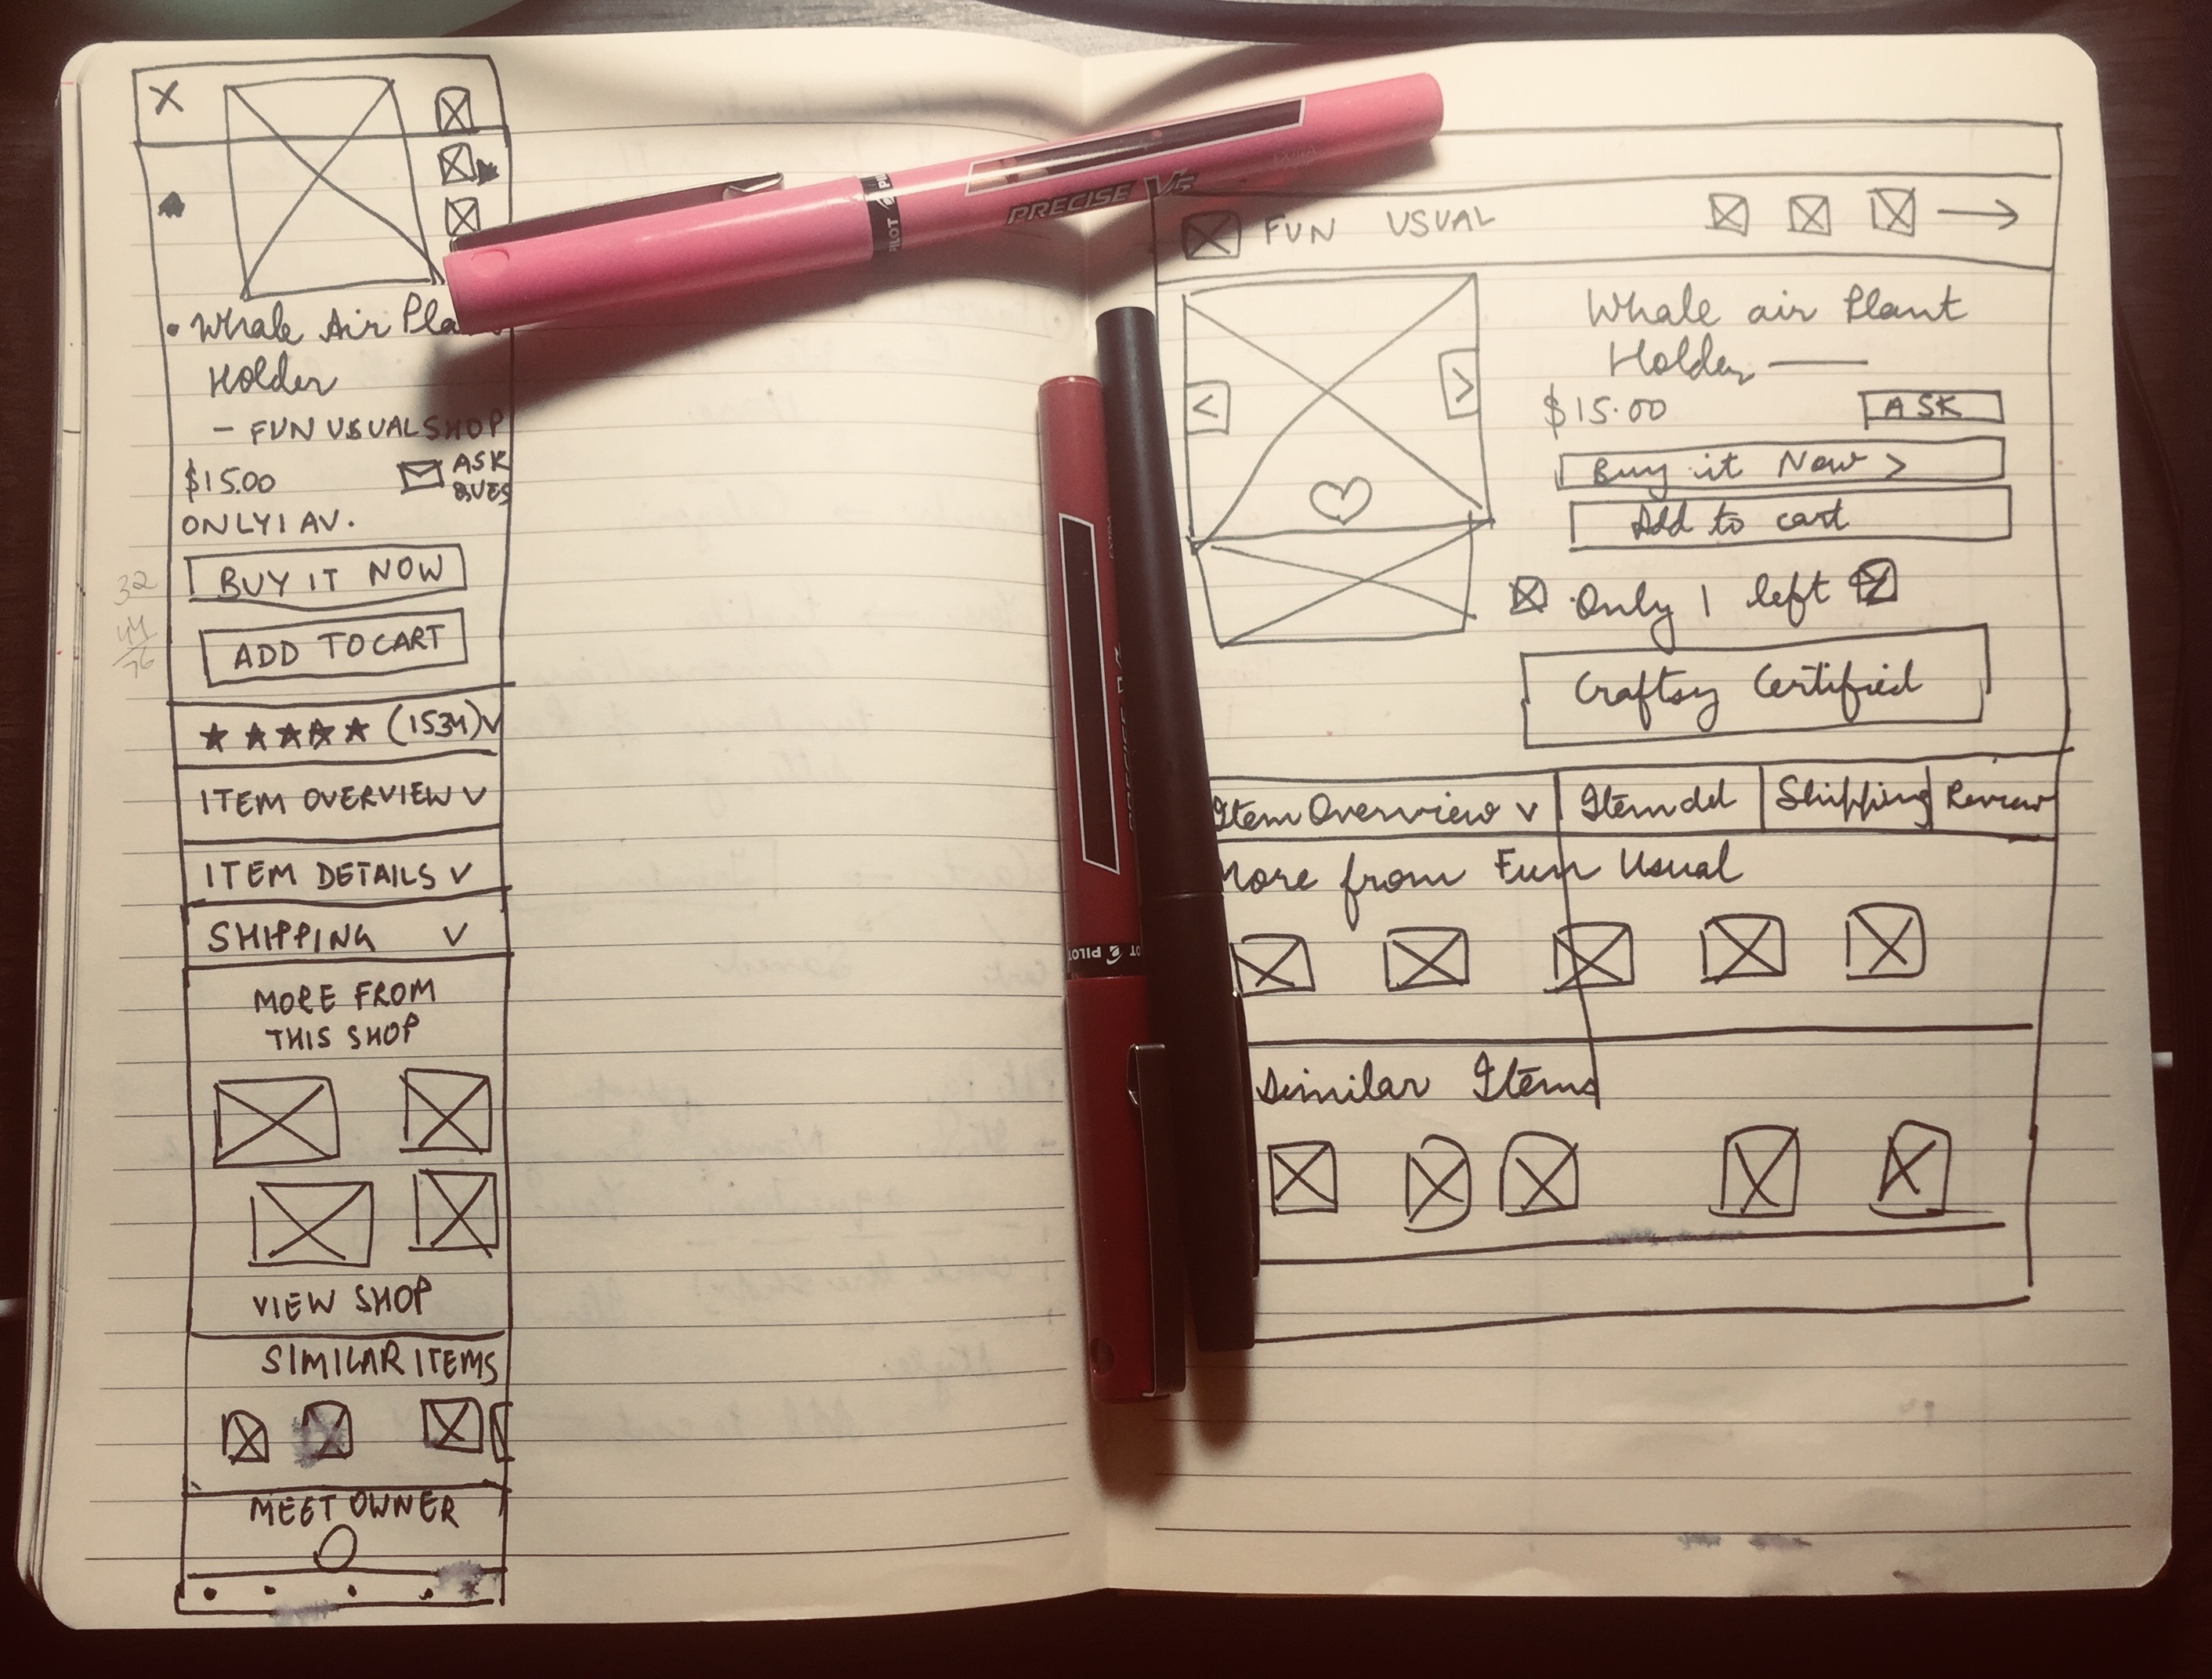 X
Whale Air Pla
Holder
- FUN USUAL SHOP
$15.00
ASK
QUES
ONLY 1 AV.
BUY IT NOW
32
44
76
ADD TO CART
★ ★ ★ ★ ★ (1534) V
ITEM OVERVIEW V
ITEM DETAILS V
SHIPPING V
MORE FROM
THIS SHOP
VIEW SHOP
SIMILAR ITEMS
MEET OWNER
PILOT
PRECISE V5
FUN USUAL
Whale air Plant
Holder
$15.00
ASK
< >
Buy it Now >
Add to cart
Only 1 left
Craftsy Certified
Item Overview v Item del Shipping Review
More from Fun Usual
Similar Items
PILOT